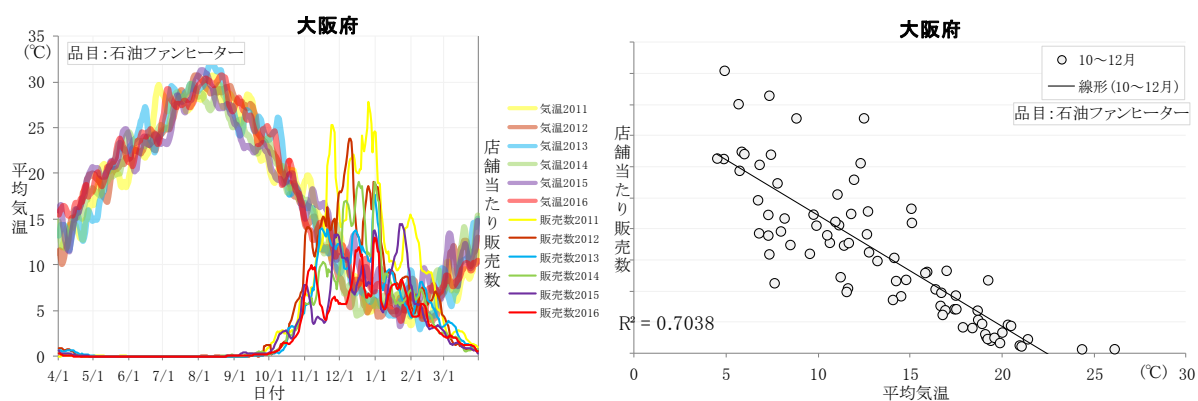 大阪府
35
(℃)
品目:石油ファンヒーター
30
25
20
15
10
5
0
平均気温
4/1 5/1 6/1 7/1 8/1 9/1 10/1 11/1 12/1 1/1 2/1 3/1
日付
店舗当たり販売数
気温2011
気温2012
気温2013
気温2014
気温2015
気温2016
販売数2011
販売数2012
販売数2013
販売数2014
販売数2015
販売数2016
大阪府
10～12月
線形(10～12月)
品目:石油ファンヒーター
店舗当たり販売数
R² = 0.7038
0 5 10 15 20 25 (℃) 30
平均気温